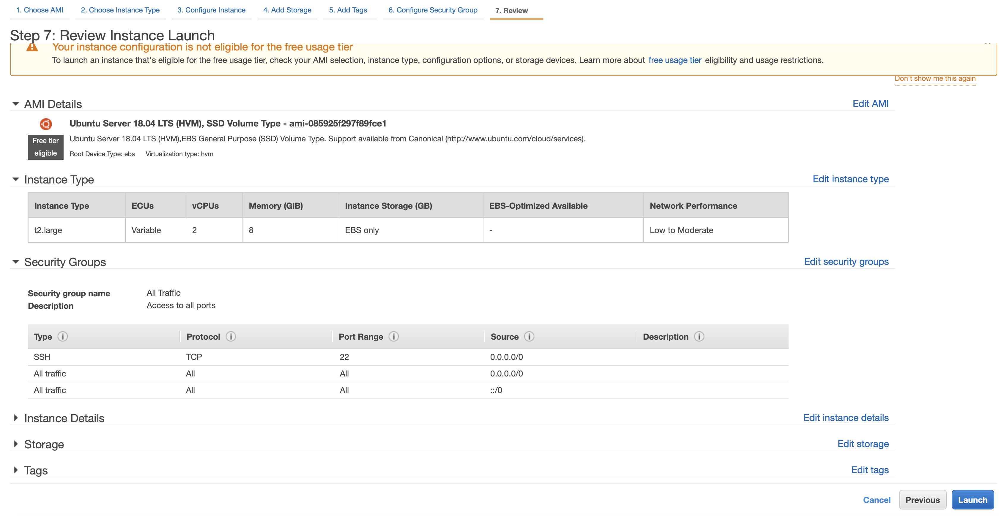 1. Choose AMI 2. Choose Instance Type 3. Configure Instance 4. Add Storage 5. Add Tags 6. Configure Security Group 7. Review
Step 7: Review Instance Launch
Your instance configuration is not eligible for the free usage tier
To launch an instance that's eligible for the free usage tier, check your AMI selection, instance type, configuration options, or storage devices. Learn more about free usage tier eligibility and usage restrictions.
Don't show me this again
AMI Details Edit AMI
Ubuntu Server 18.04 LTS (HVM), SSD Volume Type - ami-085925f297f89fce1
Free tier
eligible
Ubuntu Server 18.04 LTS (HVM),EBS General Purpose (SSD) Volume Type. Support available from Canonical (http://www.ubuntu.com/cloud/services).
Root Device Type: ebs Virtualization type: hvm
Instance Type Edit instance type
Instance Type ECUs vCPUs Memory (GiB) Instance Storage (GB) EBS-Optimized Available Network Performance
t2.large Variable 2 8 EBS only - Low to Moderate
Security Groups Edit security groups
Security group name All Traffic
Description Access to all ports
Type Protocol Port Range Source Description
SSH TCP 22 0.0.0.0/0
All traffic All All 0.0.0.0/0
All traffic All All ::/0
Instance Details Edit instance details
Storage Edit storage
Tags Edit tags
Cancel Previous Launch